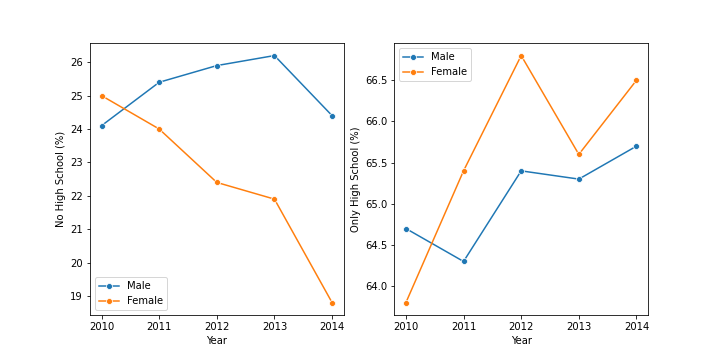 No High School (%)
26
25
24
23
22
21
20
19
Male
Female
2010 2011 2012 2013 2014
Year
Only High School (%)
Male
Female
66.5
66.0
65.5
65.0
64.5
64.0
2010 2011 2012 2013 2014
Year